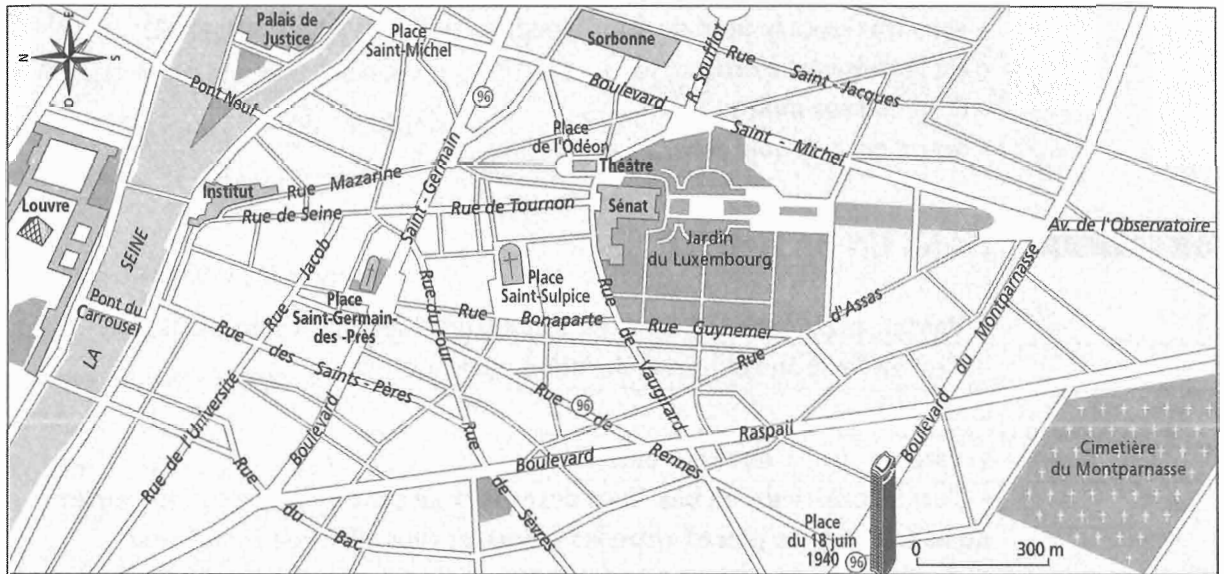 Palais de
Justice
Place
Saint-Michel
Sorbonne
R. Soufflot
Rue Saint-Jacques
E
N
S
O
Pont Neuf
96
Boulevard
Saint-Michel
Place
de l'Odéon
Théâtre
Louvre
Institut
Rue Mazarine
Saint-Germain
Rue de Seine
Rue de Tournon
Sénat
Av. de l'Observatoire
SEINE
Rue Jacob
Jardin
du Luxembourg
Place
Saint-Sulpice
Pont du
Carrousel
Place
Saint-Germain-
des -Près
Rue du Four
Rue Bonaparte
Rue de Vaugirard
Rue Guynemer
Rue d'Assas
Boulevard du Montparnasse
LA
Rue des Saints-Pères
Rue de l'Université
Boulevard
Rue 96 de Rennes
Boulevard Raspail
Cimetière
du Montparnasse
Rue du Bac
Rue de Sèvres
Place
du 18 juin
1940 96
0 300 m